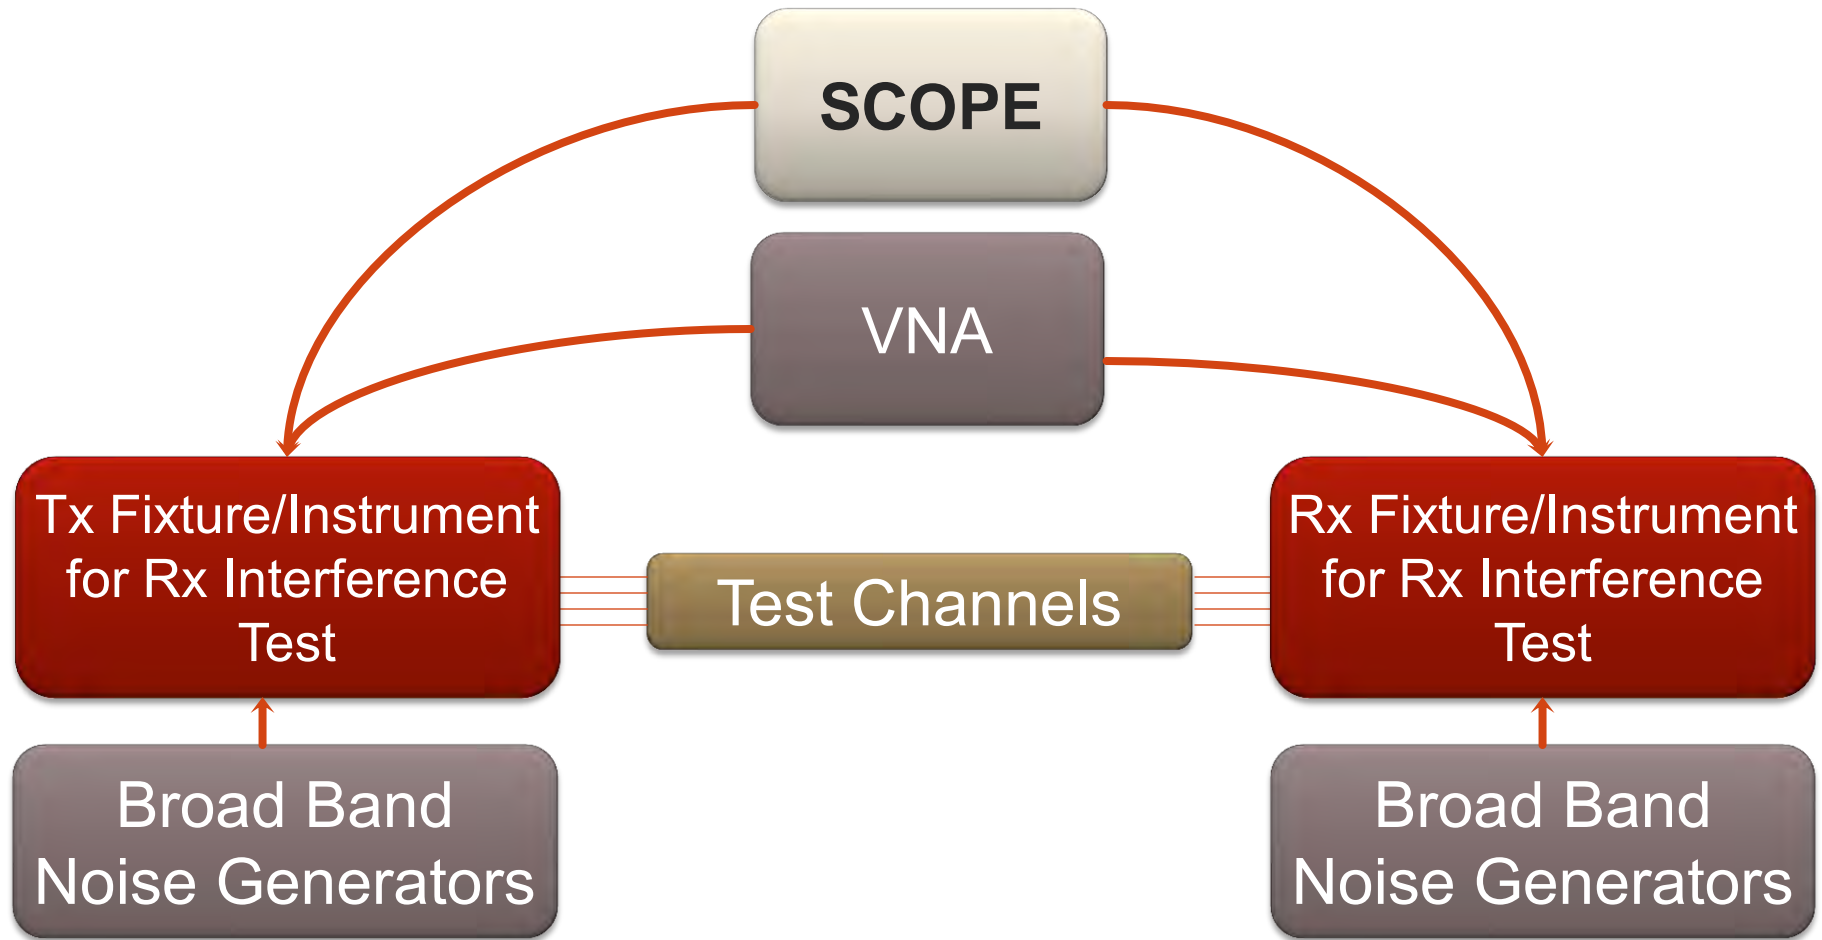 SCOPE
VNA
Tx Fixture/Instrument
for Rx Interference
Test
Test Channels
Rx Fixture/Instrument
for Rx Interference
Test
Broad Band
Noise Generators
Broad Band
Noise Generators